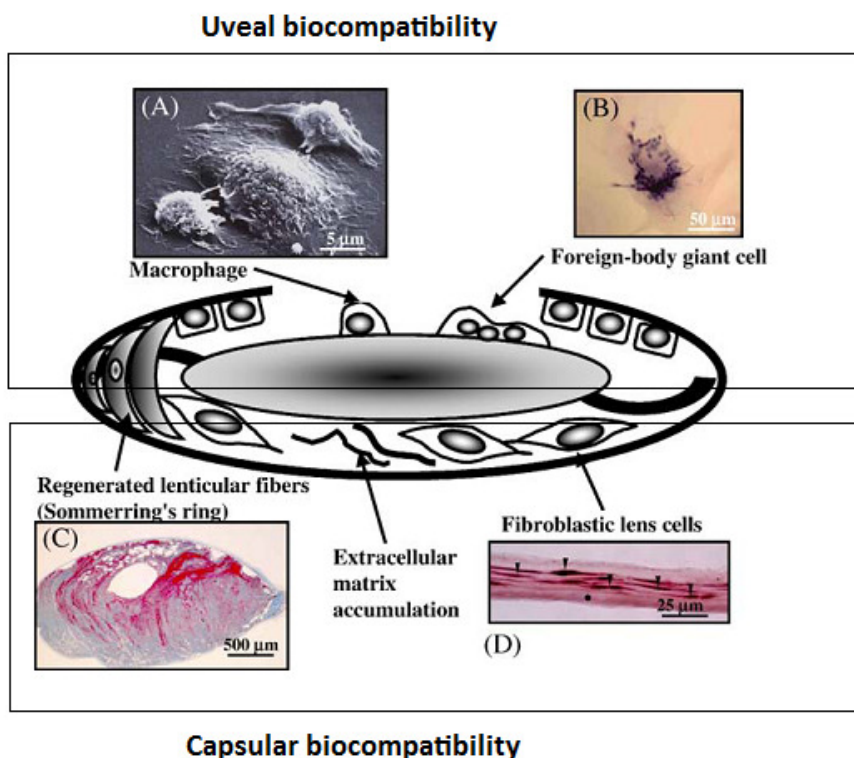 Uveal biocompatibility
(A)
5 µm
Macrophage
(B)
50 µm
Foreign-body giant cell
Regenerated lenticular fibers
(Sommerring's ring)
(C)
500 µm
Extracellular
matrix
accumulation
Fibroblastic lens cells
25 µm
(D)
Capsular biocompatibility